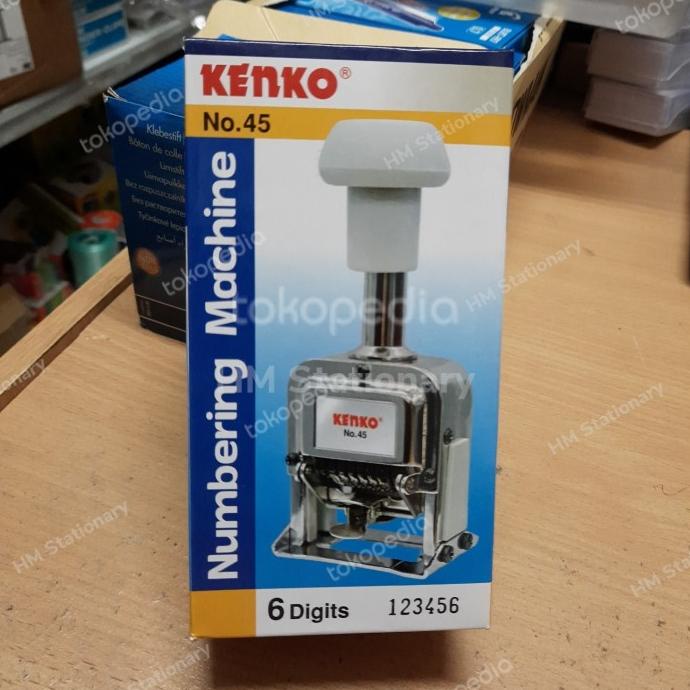 KENKO®
No.45
Numbering Machine
KENKO®
No.45
6 Digits 123456
Klebestift
Bâton de colle
tokopedia
HM Stationary